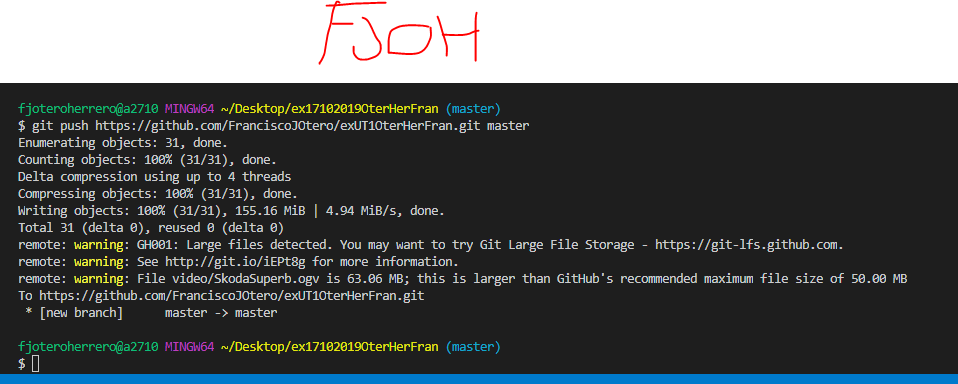 FJOH
fjoteroherrero@a2710 MINGW64 ~/Desktop/ex17102019OterHerFran (master)
$ git push https://github.com/FranciscoJOtero/exUT1OterHerFran.git master
Enumerating objects: 31, done.
Counting objects: 100% (31/31), done.
Delta compression using up to 4 threads
Compressing objects: 100% (31/31), done.
Writing objects: 100% (31/31), 155.16 MiB | 4.94 MiB/s, done.
Total 31 (delta 0), reused 0 (delta 0)
remote: warning: GH001: Large files detected. You may want to try Git Large File Storage - https://git-lfs.github.com.
remote: warning: See http://git.io/iEPt8g for more information.
remote: warning: File video/SkodaSuperb.ogv is 63.06 MB; this is larger than GitHub's recommended maximum file size of 50.00 MB
To https://github.com/FranciscoJOtero/exUT1OterHerFran.git
 * [new branch]      master -> master
fjoteroherrero@a2710 MINGW64 ~/Desktop/ex17102019OterHerFran (master)
$